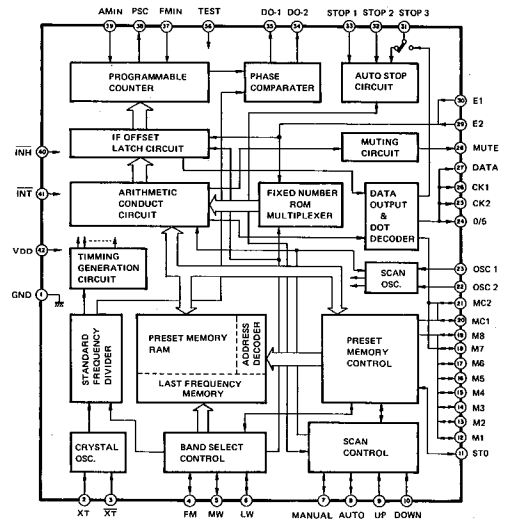 AMIN PSC FMIN TEST DO-1 DO-2 STOP 1 STOP 2 STOP 3
39 38 37 36 35 34 33 32 31
PROGRAMMABLE
COUNTER
PHASE
COMPARATER
AUTO STOP
CIRCUIT
IF OFFSET
LATCH CIRCUIT
MUTING
CIRCUIT
ARITHMETIC
CONDUCT
CIRCUIT
FIXED NUMBER
ROM
MULTIPLEXER
DATA
OUTPUT
&
DOT
DECODER
TIMMING
GENERATION
CIRCUIT
SCAN
OSC.
STANDARD
FREQUENCY
DIVIDER
PRESET MEMORY
RAM
ADDRESS
DECODER
LAST FREQUENCY
MEMORY
PRESET
MEMORY
CONTROL
CRYSTAL
OSC.
BAND SELECT
CONTROL
SCAN
CONTROL
INH 40
INT 41
VDD 42
GND 1
30 E1
29 E2
28 MUTE
27 DATA
26 CK1
25 CK2
24 0/5
23 OSC 1
22 OSC 2
21 MC2
20 MC1
19 M8
18 M7
17 M6
16 M5
15 M4
14 M3
13 M2
12 M1
11 ST0
2 3 4 5 6 7 8 9 10
XT XT FM MW LW MANUAL AUTO UP DOWN